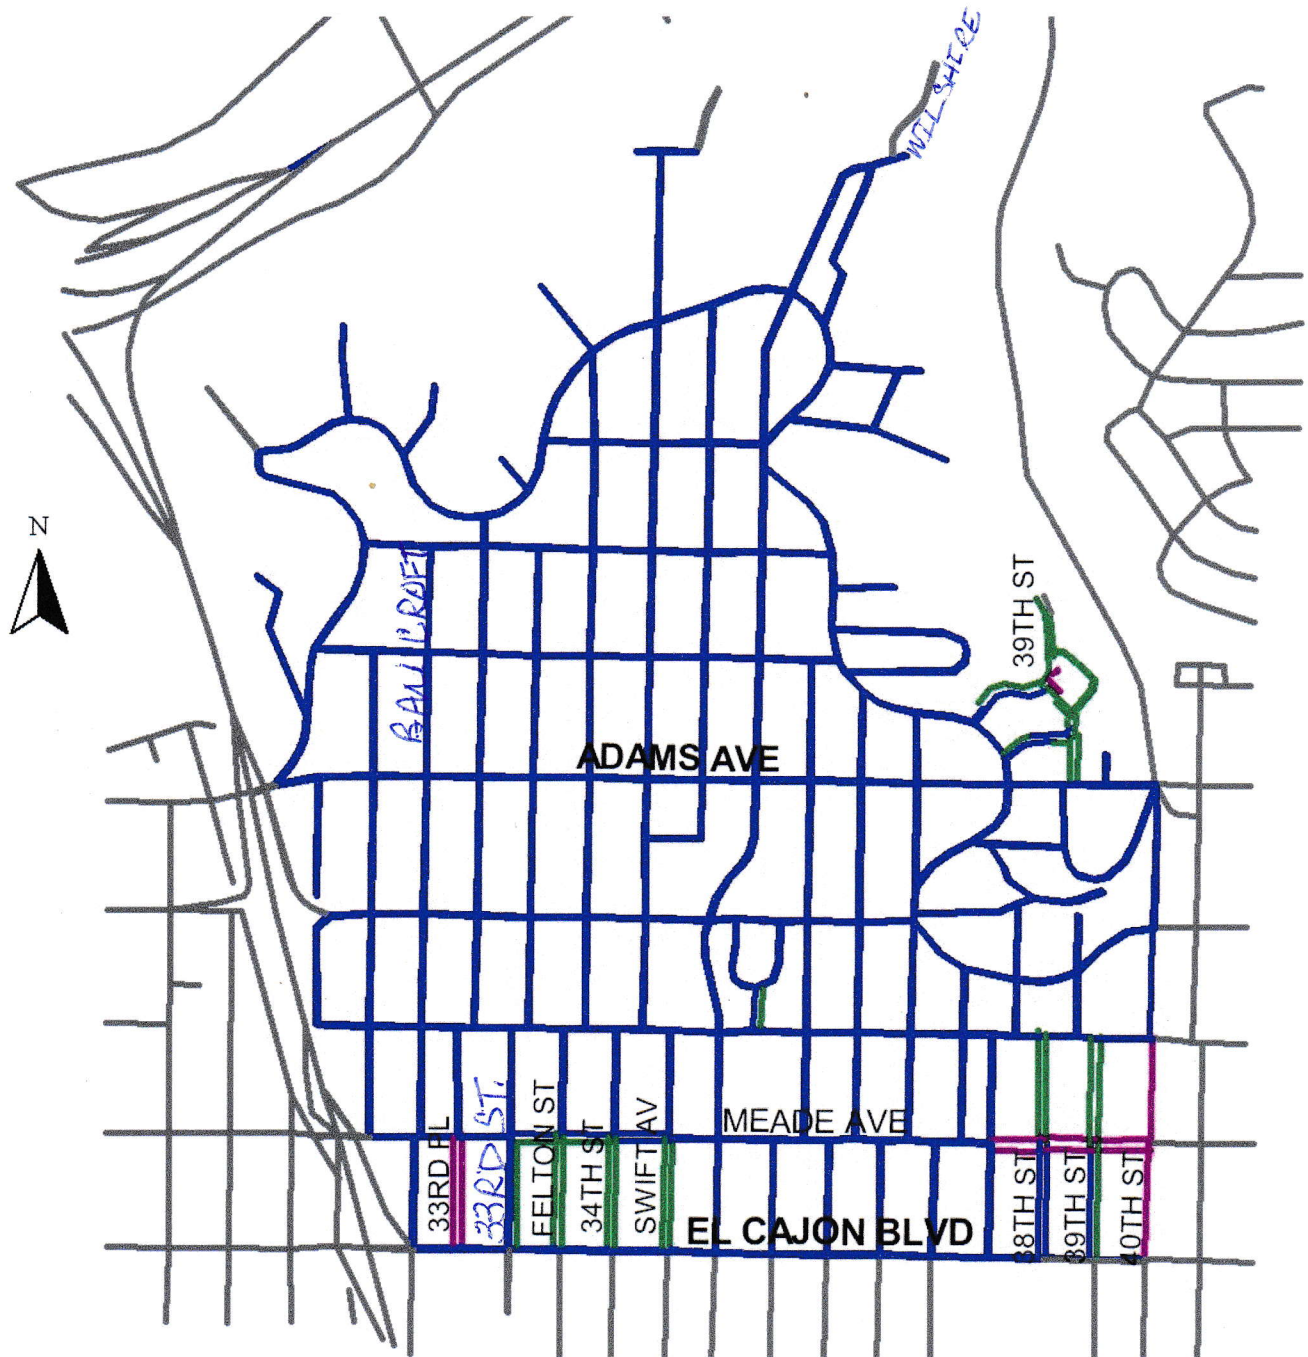 WILSHIRE
N
39TH ST
BANCROFT
ADAMS AVE
33RD PL
33RD ST.
FELTON ST
34TH ST
SWIFT AV
MEADE AVE
EL CAJON BLVD
38TH ST
39TH ST
40TH ST